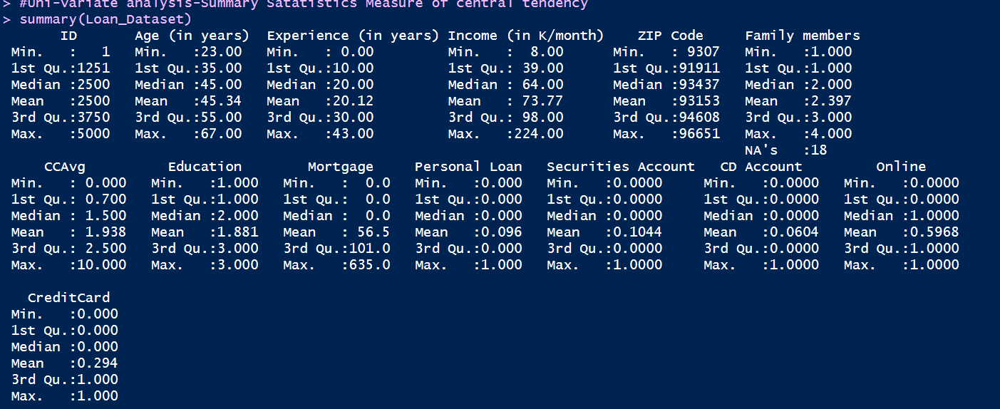 > #Uni-variate analysis-Summary Satatistics Measure of central tendency
> summary(Loan_Dataset)
ID Age (in years) Experience (in years) Income (in K/month) ZIP Code Family members
Min. : 1 Min. :23.00 Min. : 0.00 Min. : 8.00 Min. : 9307 Min. :1.000
1st Qu.:1251 1st Qu.:35.00 1st Qu.:10.00 1st Qu.: 39.00 1st Qu.:91911 1st Qu.:1.000
Median :2500 Median :45.00 Median :20.00 Median : 64.00 Median :93437 Median :2.000
Mean :2500 Mean :45.34 Mean :20.12 Mean : 73.77 Mean :93153 Mean :2.397
3rd Qu.:3750 3rd Qu.:55.00 3rd Qu.:30.00 3rd Qu.: 98.00 3rd Qu.:94608 3rd Qu.:3.000
Max. :5000 Max. :67.00 Max. :43.00 Max. :224.00 Max. :96651 Max. :4.000
NA's :18
CCAvg Education Mortgage Personal Loan Securities Account CD Account Online
Min. : 0.000 Min. :1.000 Min. : 0.0 Min. :0.000 Min. :0.0000 Min. :0.0000 Min. :0.0000
1st Qu.: 0.700 1st Qu.:1.000 1st Qu.: 0.0 1st Qu.:0.000 1st Qu.:0.0000 1st Qu.:0.0000 1st Qu.:0.0000
Median : 1.500 Median :2.000 Median : 0.0 Median :0.000 Median :0.0000 Median :0.0000 Median :1.0000
Mean : 1.938 Mean :1.881 Mean : 56.5 Mean :0.096 Mean :0.1044 Mean :0.0604 Mean :0.5968
3rd Qu.: 2.500 3rd Qu.:3.000 3rd Qu.:101.0 3rd Qu.:0.000 3rd Qu.:0.0000 3rd Qu.:0.0000 3rd Qu.:1.0000
Max. :10.000 Max. :3.000 Max. :635.0 Max. :1.000 Max. :1.0000 Max. :1.0000 Max. :1.0000
CreditCard
Min. :0.000
1st Qu.:0.000
Median :0.000
Mean :0.294
3rd Qu.:1.000
Max. :1.000